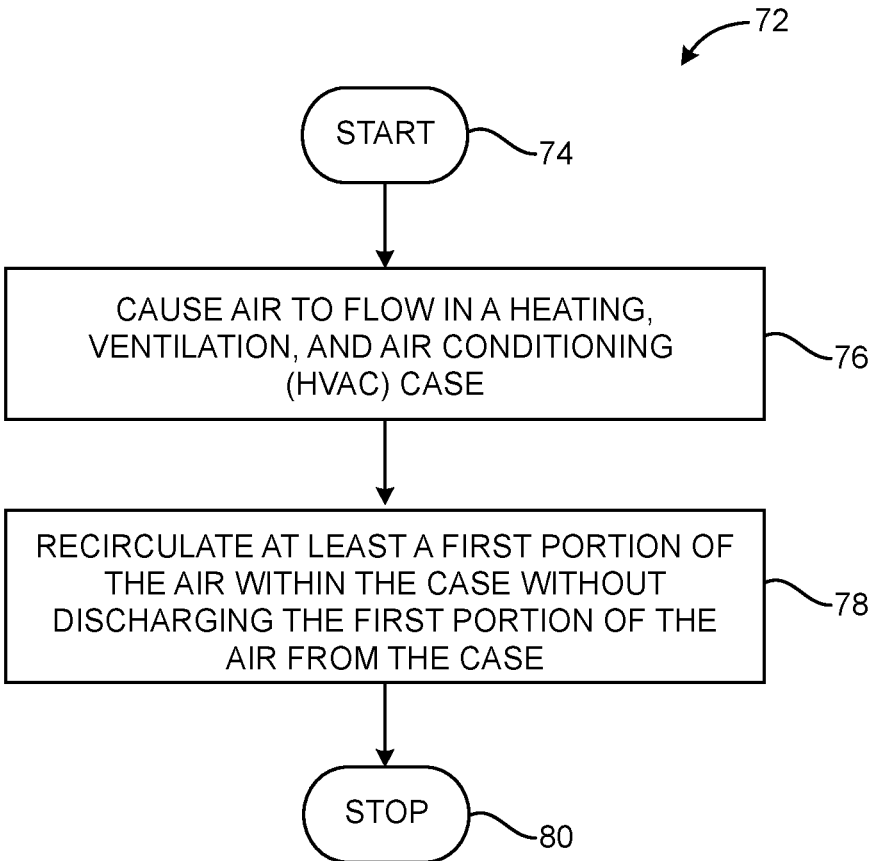 72
START
74
CAUSE AIR TO FLOW IN A HEATING,
VENTILATION, AND AIR CONDITIONING
(HVAC) CASE
76
RECIRCULATE AT LEAST A FIRST PORTION OF
THE AIR WITHIN THE CASE WITHOUT
DISCHARGING THE FIRST PORTION OF THE
AIR FROM THE CASE
78
STOP
80